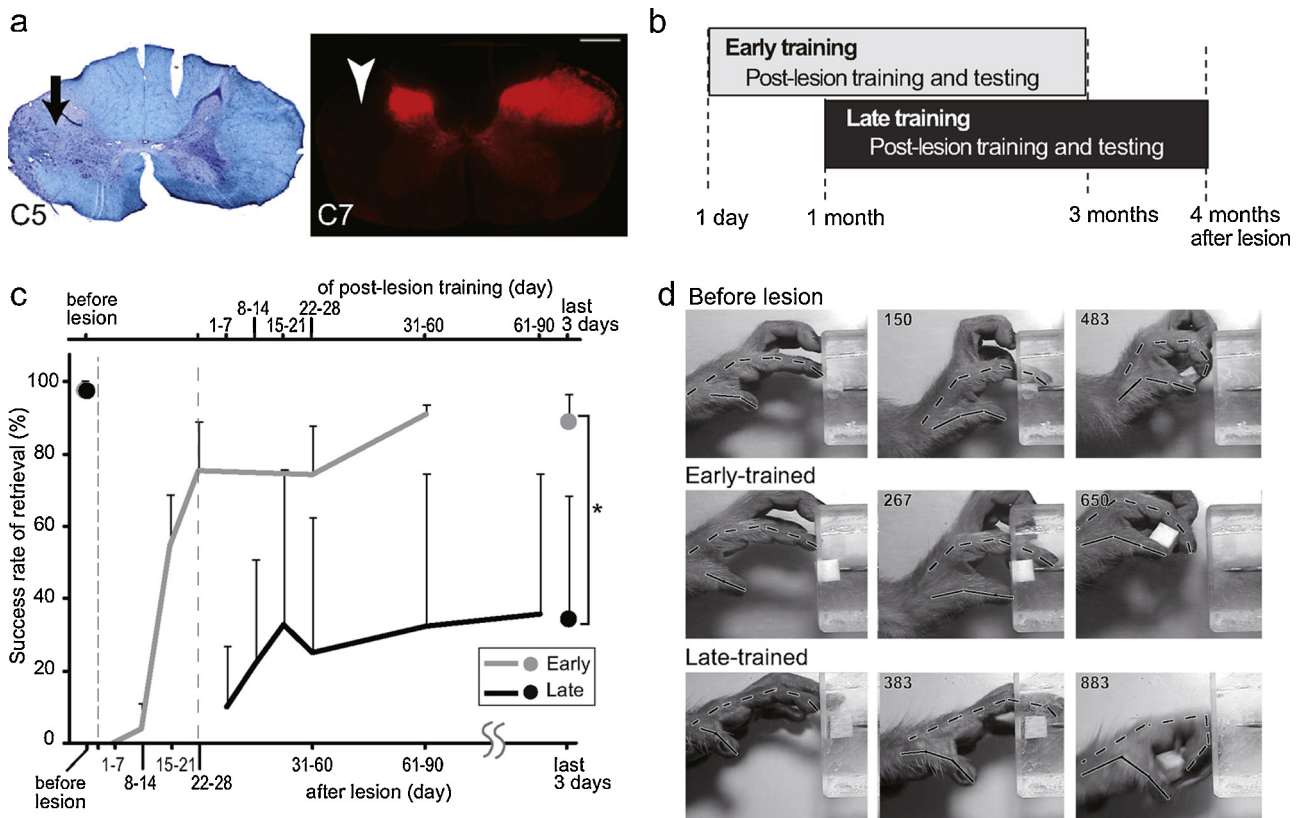 a
C5
C7
b
Early training
Post-lesion training and testing
Late training
Post-lesion training and testing
1 day
1 month
3 months
4 months
after lesion
c
of post-lesion training (day)
before
lesion
1-7
8-14
15-21
22-28
31-60
61-90
last
3 days
Success rate of retrieval (%)
100
80
60
40
20
0
*
Early
Late
before
lesion
1-7
8-14
15-21
22-28
31-60
61-90
last
3 days
after lesion (day)
d
Before lesion
150
483
Early-trained
267
650
Late-trained
383
883